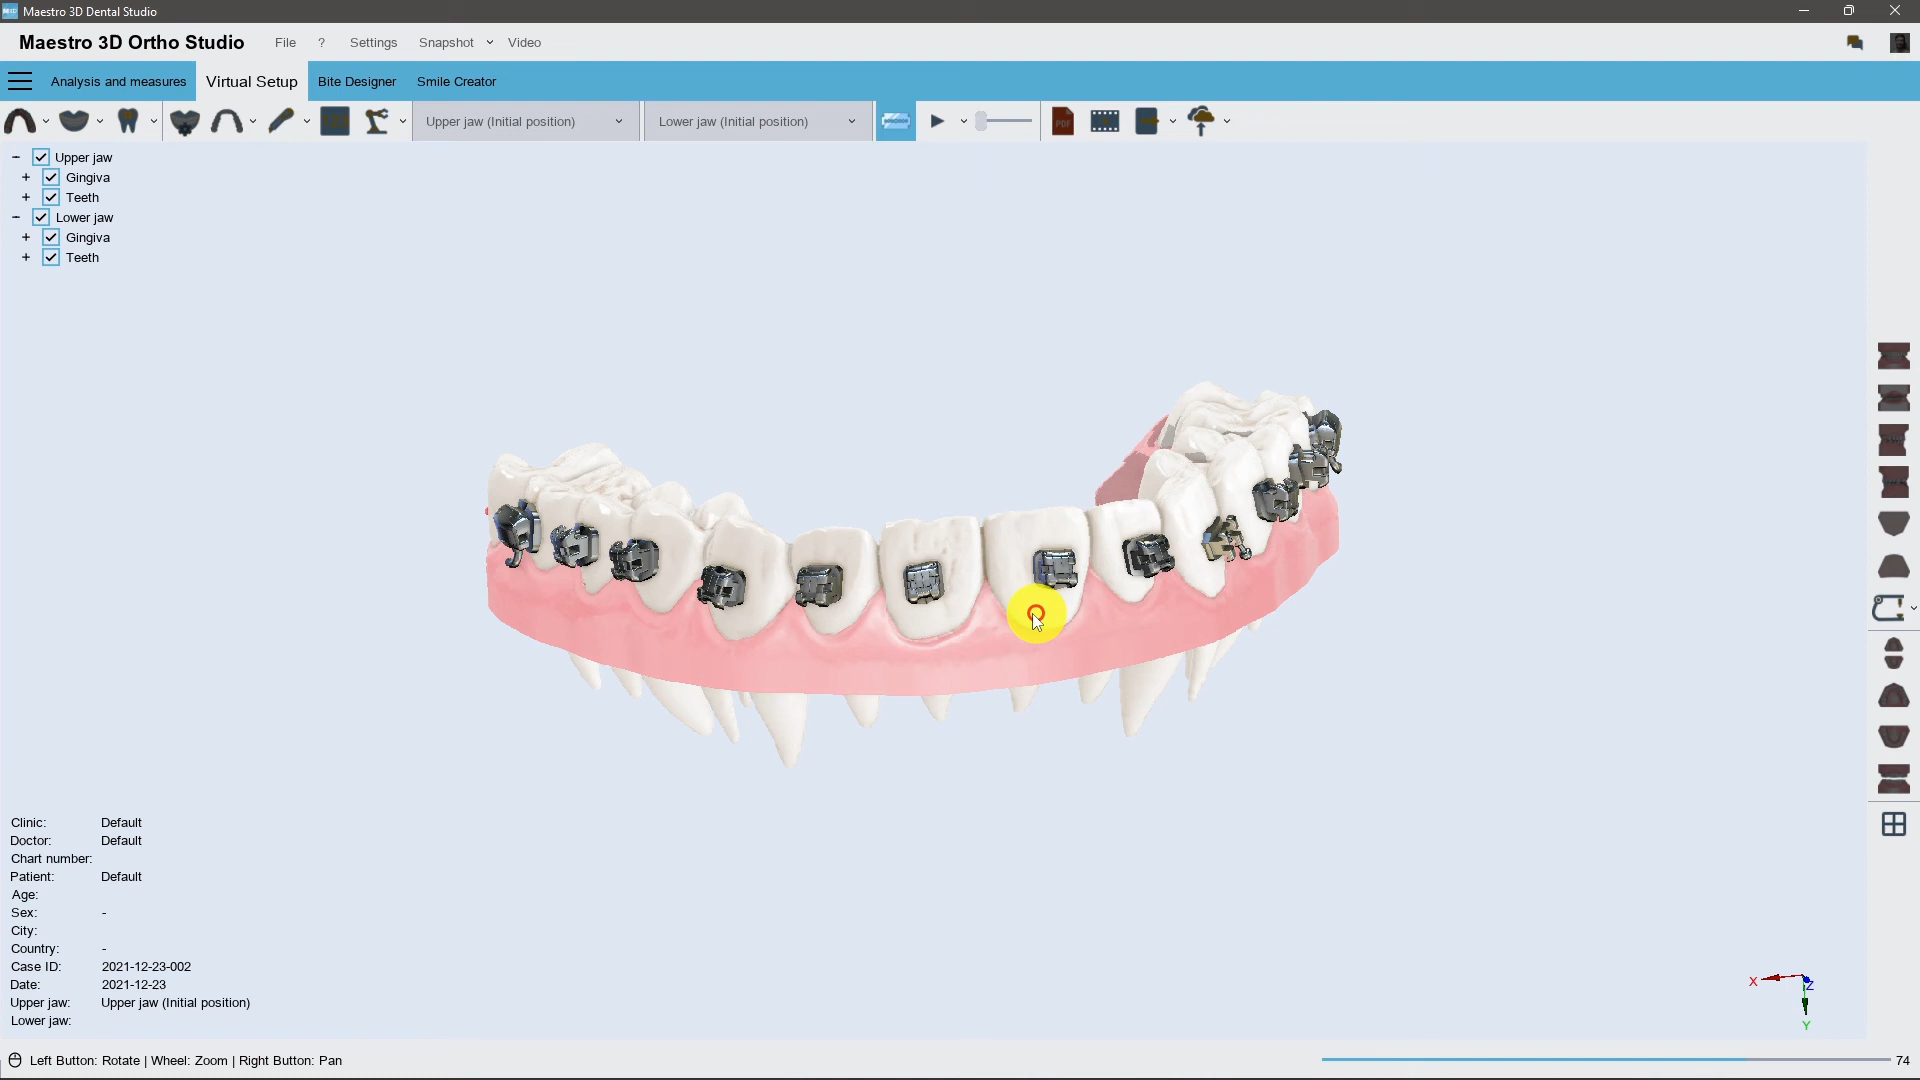 Maestro 3D Dental Studio
Maestro 3D Ortho Studio File ? Settings Snapshot Video
Analysis and measures Virtual Setup Bite Designer Smile Creator
Upper jaw (Initial position) Lower jaw (Initial position) PDF
Upper jaw
Gingiva
Teeth
Lower jaw
Gingiva
Teeth
Clinic: Default
Doctor: Default
Chart number:
Patient: Default
Age:
Sex: -
City:
Country: -
Case ID: 2021-12-23-002
Date: 2021-12-23
Upper jaw: Upper jaw (Initial position)
Lower jaw:
X Z
Y
Left Button: Rotate | Wheel: Zoom | Right Button: Pan 74